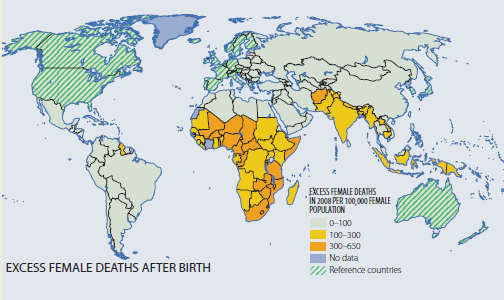 EXCESS FEMALE DEATHS
IN 2008 PER 100,000 FEMALE
POPULATION
0–100
100–300
300–650
No data
Reference countries
EXCESS FEMALE DEATHS AFTER BIRTH